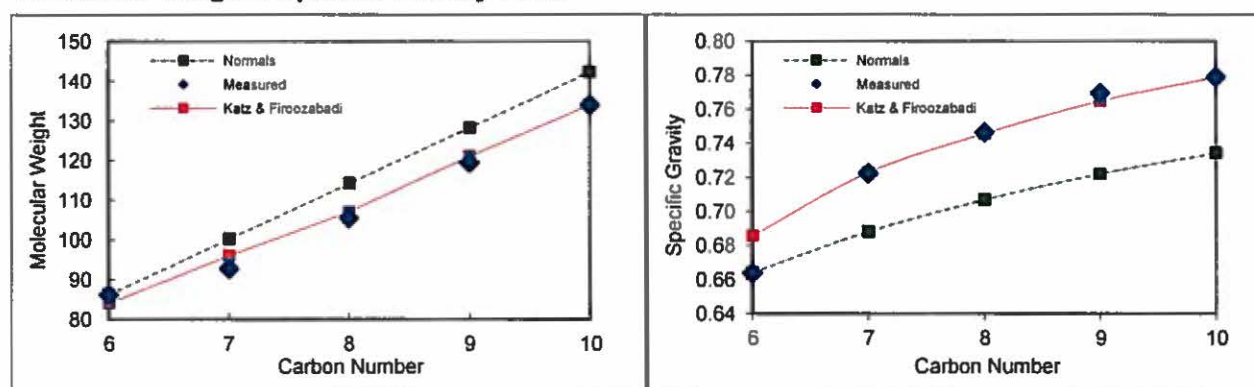 150
140
130
120
110
100
90
80
Molecular Weight
Normals
Measured
Katz & Firoozabadi
6 7 8 9 10
Carbon Number
0.80
0.78
0.76
0.74
0.72
0.70
0.68
0.66
0.64
Specific Gravity
Normals
Measured
Katz & Firoozabadi
6 7 8 9 10
Carbon Number